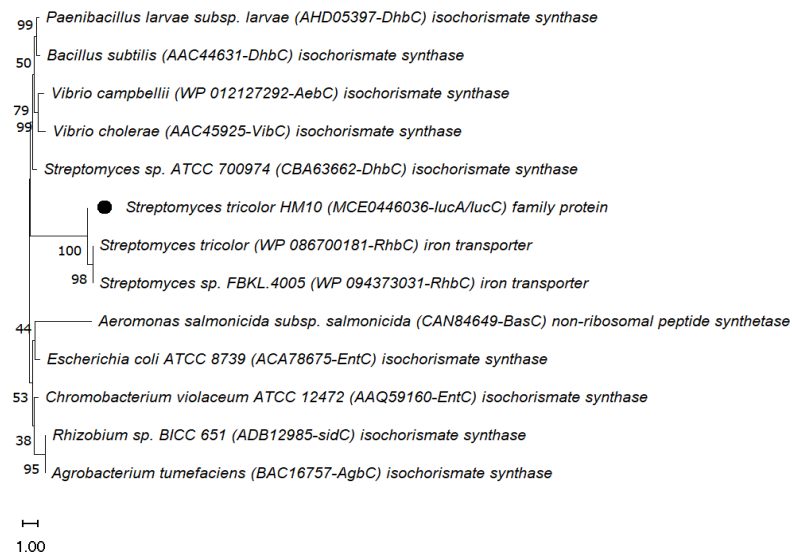 Paenibacillus larvae subsp. larvae (AHD05397-DhbC) isochorismate synthase
99
Bacillus subtilis (AAC44631-DhbC) isochorismate synthase
50
Vibrio campbellii (WP 012127292-AebC) isochorismate synthase
79
99
Vibrio cholerae (AAC45925-VibC) isochorismate synthase
Streptomyces sp. ATCC 700974 (CBA63662-DhbC) isochorismate synthase
Streptomyces tricolor HM10 (MCE0446036-IucA/IucC) family protein
100
Streptomyces tricolor (WP 086700181-RhbC) iron transporter
98
Streptomyces sp. FBKL.4005 (WP 094373031-RhbC) iron transporter
Aeromonas salmonicida subsp. salmonicida (CAN84649-BasC) non-ribosomal peptide synthetase
44
Escherichia coli ATCC 8739 (ACA78675-EntC) isochorismate synthase
53
Chromobacterium violaceum ATCC 12472 (AAQ59160-EntC) isochorismate synthase
38
Rhizobium sp. BICC 651 (ADB12985-sidC) isochorismate synthase
95
Agrobacterium tumefaciens (BAC16757-AgbC) isochorismate synthase
1.00